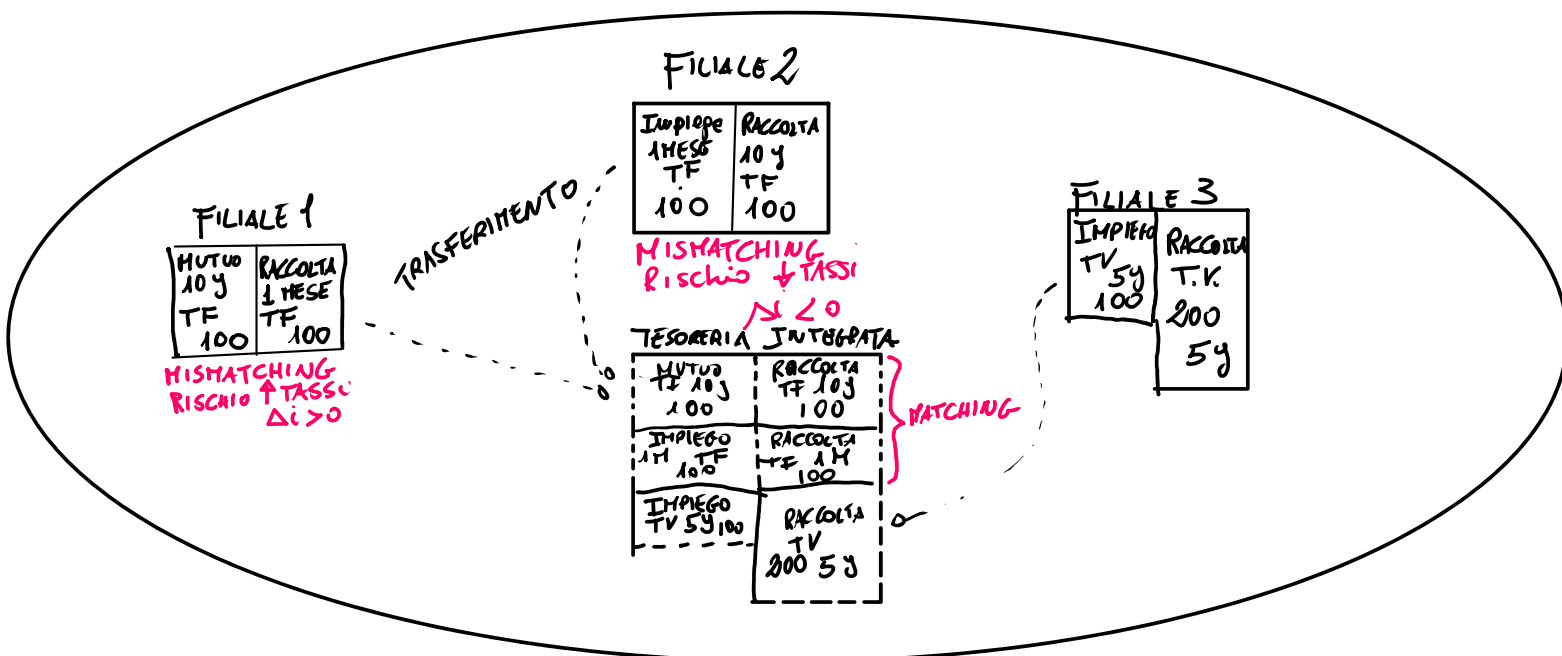 FILIALE 2
Impiego
1 MESE
TF
100
RACCOLTA
10 y
TF
100
MISMATCHING
RISCHIO ↓ TASSI
Δi < 0
TRASFERIMENTO
FILIALE 1
MUTUO
10 y
TF
100
RACCOLTA
1 MESE
TF
100
MISMATCHING
RISCHIO ↑ TASSI
Δi > 0
FILIALE 3
IMPIEGO
TV
5y
100
RACCOLTA
T.V.
200
5 y
TESORERIA INTEGRATA
MUTUO
TF 10 y
100
RACCOLTA
TF 10 y
100
IMPIEGO
1M TF
100
RACCOLTA
TF 1M
100
MATCHING
IMPIEGO
TV 5y 100
RACCOLTA
TV
200 5 y